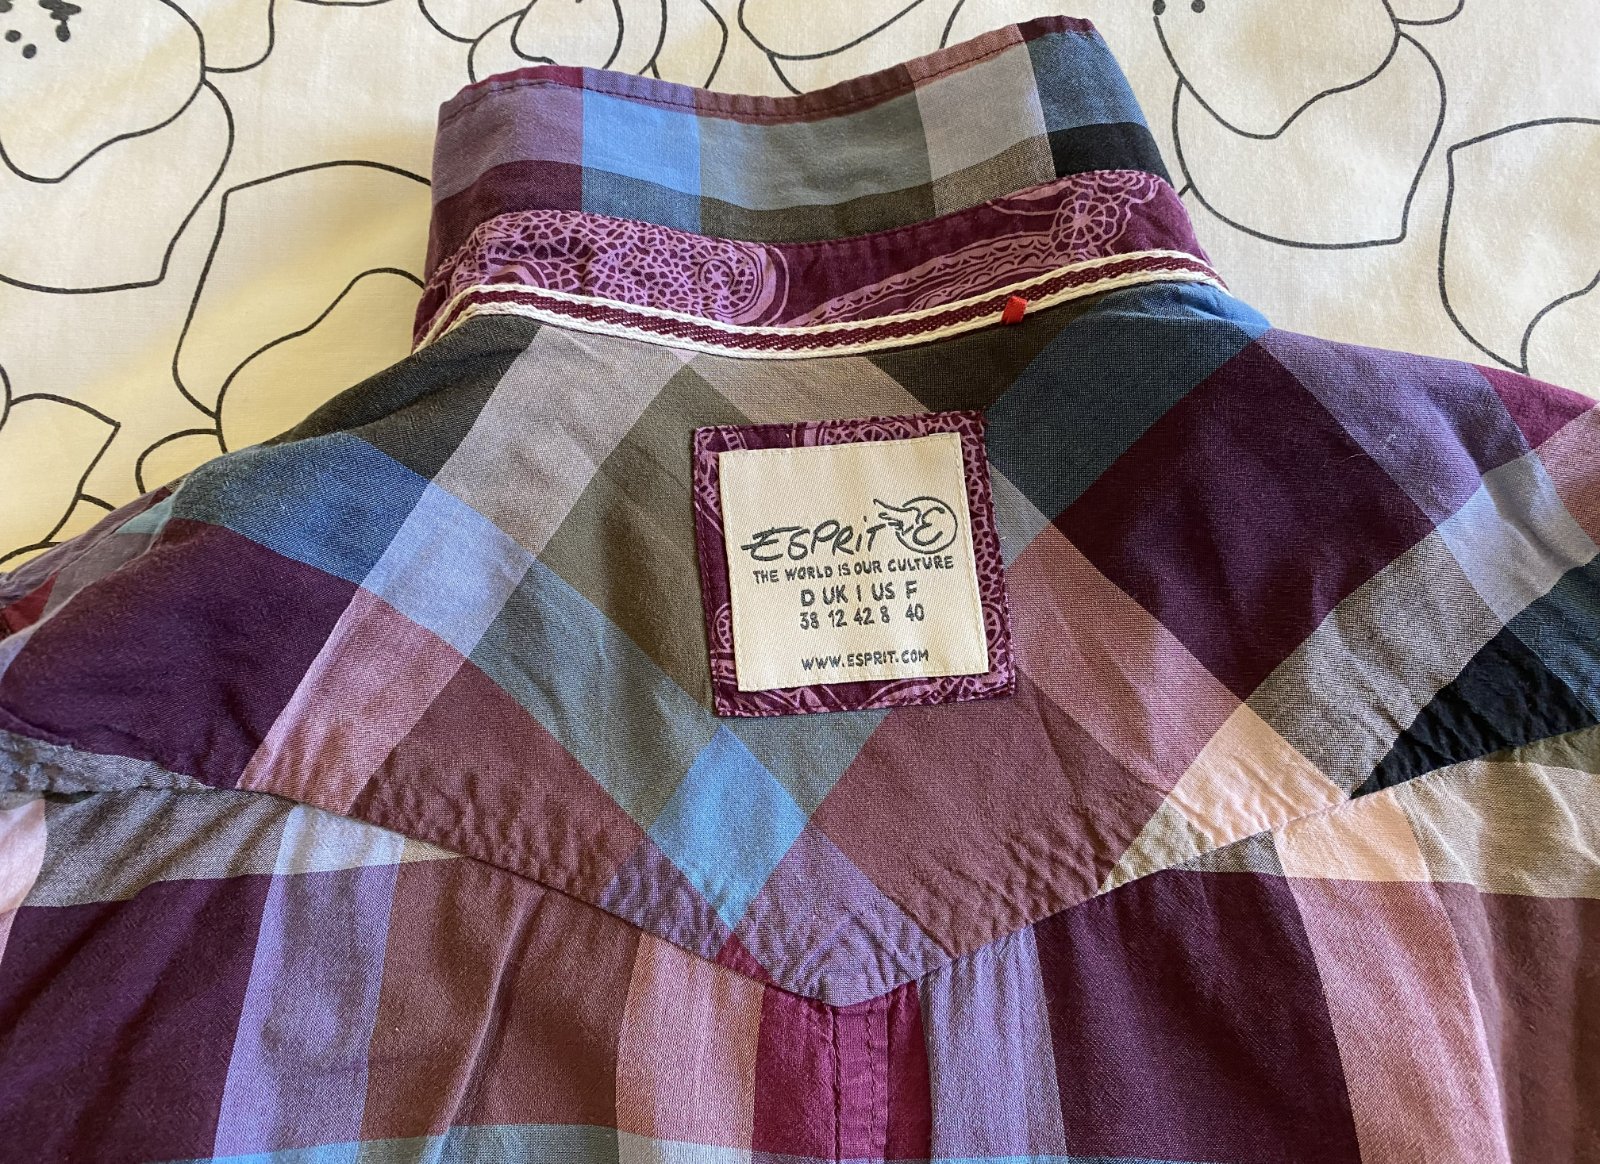 ESPRiT E
THE WORLD IS OUR CULTURE
D UK I US F
38 12 42 8 40
WWW.ESPRIT.COM